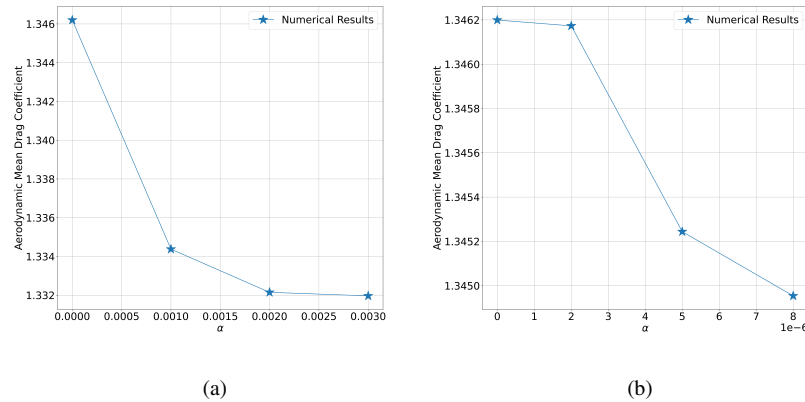 Numerical Results
Aerodynamic Mean Drag Coefficient
1.346
1.344
1.342
1.340
1.338
1.336
1.334
1.332
0.0000 0.0005 0.0010 0.0015 0.0020 0.0025 0.0030
α
(a)
Numerical Results
Aerodynamic Mean Drag Coefficient
1.3462
1.3460
1.3458
1.3456
1.3454
1.3452
1.3450
0 1 2 3 4 5 6 7 8
1e−6
α
(b)